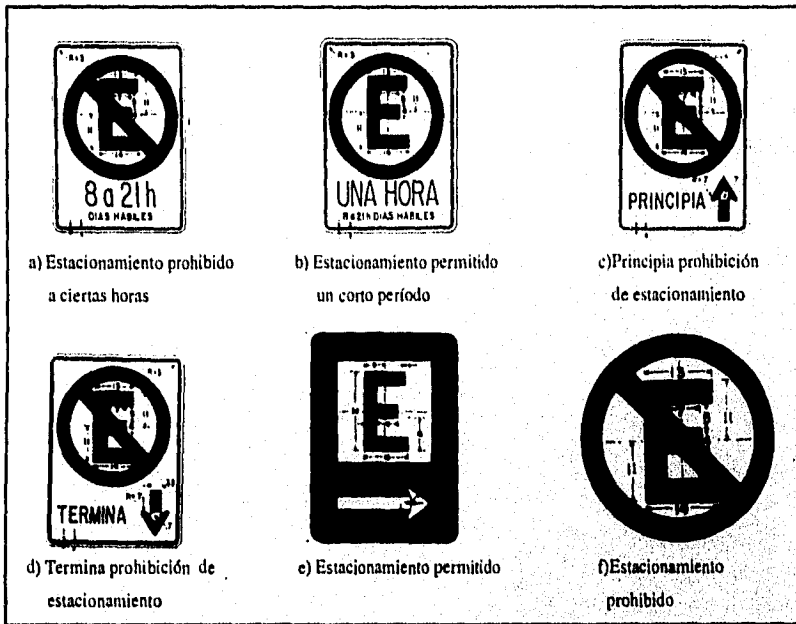 E
8 a 21h
DIAS HABILES
a) Estacionamiento prohibido
a ciertas horas
E
UNA HORA
8 a 21h DIAS HABILES
b) Estacionamiento permitido
un corto período
E
PRINCIPIA
c)Principia prohibición
de estacionamiento
E
TERMINA
d) Termina prohibición de
estacionamiento
E
e) Estacionamiento permitido
E
f)Estacionamiento
prohibido